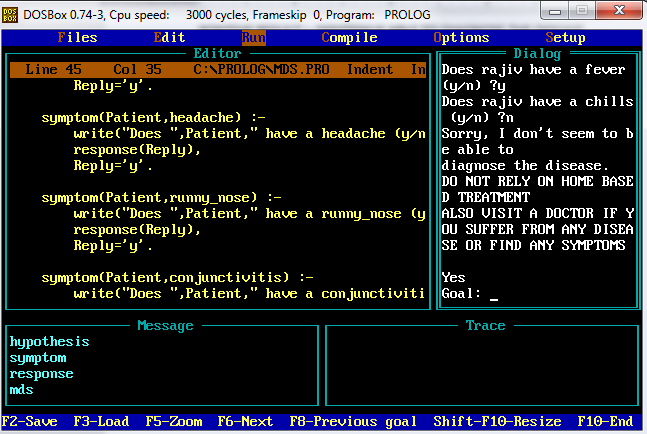 DOSBox 0.74-3, Cpu speed: 3000 cycles, Frameskip 0, Program: PROLOG
Files Edit Run Compile Options Setup
Editor
Line 45 Col 35 C:\PROLOG\MDS.PRO Indent In
Reply='y'.
symptom(Patient,headache) :-
write("Does ",Patient," have a headache (y/n
response(Reply),
Reply='y'.
symptom(Patient,runny_nose) :-
write("Does ",Patient," have a runny_nose (y
response(Reply),
Reply='y'.
symptom(Patient,conjunctivitis) :-
write("Does ",Patient," have a conjunctiviti
Dialog
Does rajiv have a fever
(y/n) ?y
Does rajiv have a chills
(y/n) ?n
Sorry, I don't seem to b
e able to
diagnose the disease.
DO NOT RELY ON HOME BASE
D TREATMENT
ALSO VISIT A DOCTOR IF Y
OU SUFFER FROM ANY DISEA
SE OR FIND ANY SYMPTOMS
Yes
Goal: _
Message
hypothesis
symptom
response
mds
Trace
F2-Save F3-Load F5-Zoom F6-Next F8-Previous goal Shift-F10-Resize F10-End